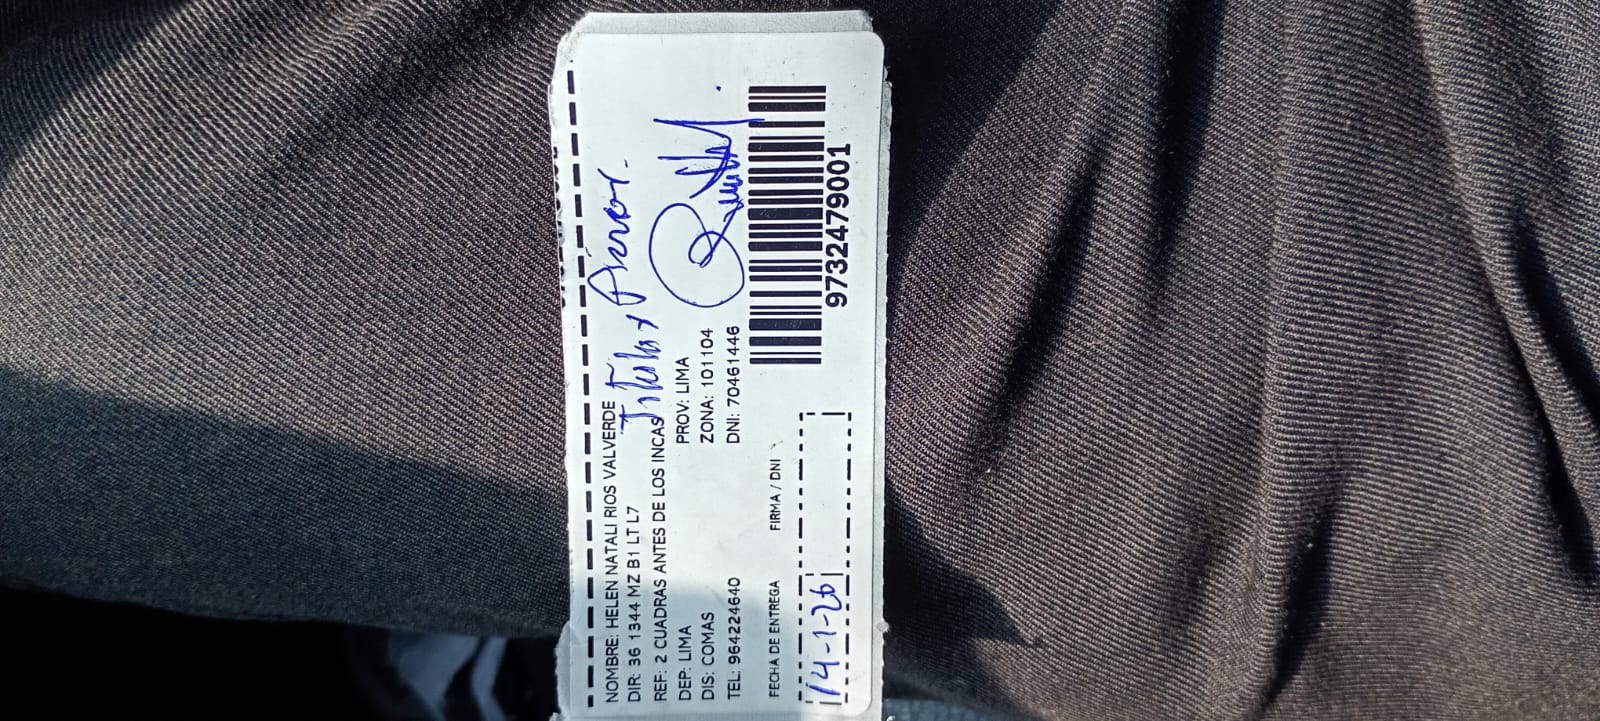 NOMBRE: HELEN NATALI RIOS VALVERDE
DIR: 36 1344 MZ B1 LT L7
Titular
REF: 2 CUADRAS ANTES DE LOS INCAS
DEP: LIMA PROV: LIMA
DIS: COMAS ZONA: 101104
TEL: 964224640 DNI: 70461446
FECHA DE ENTREGA FIRMA / DNI
14-1-26
9732479001